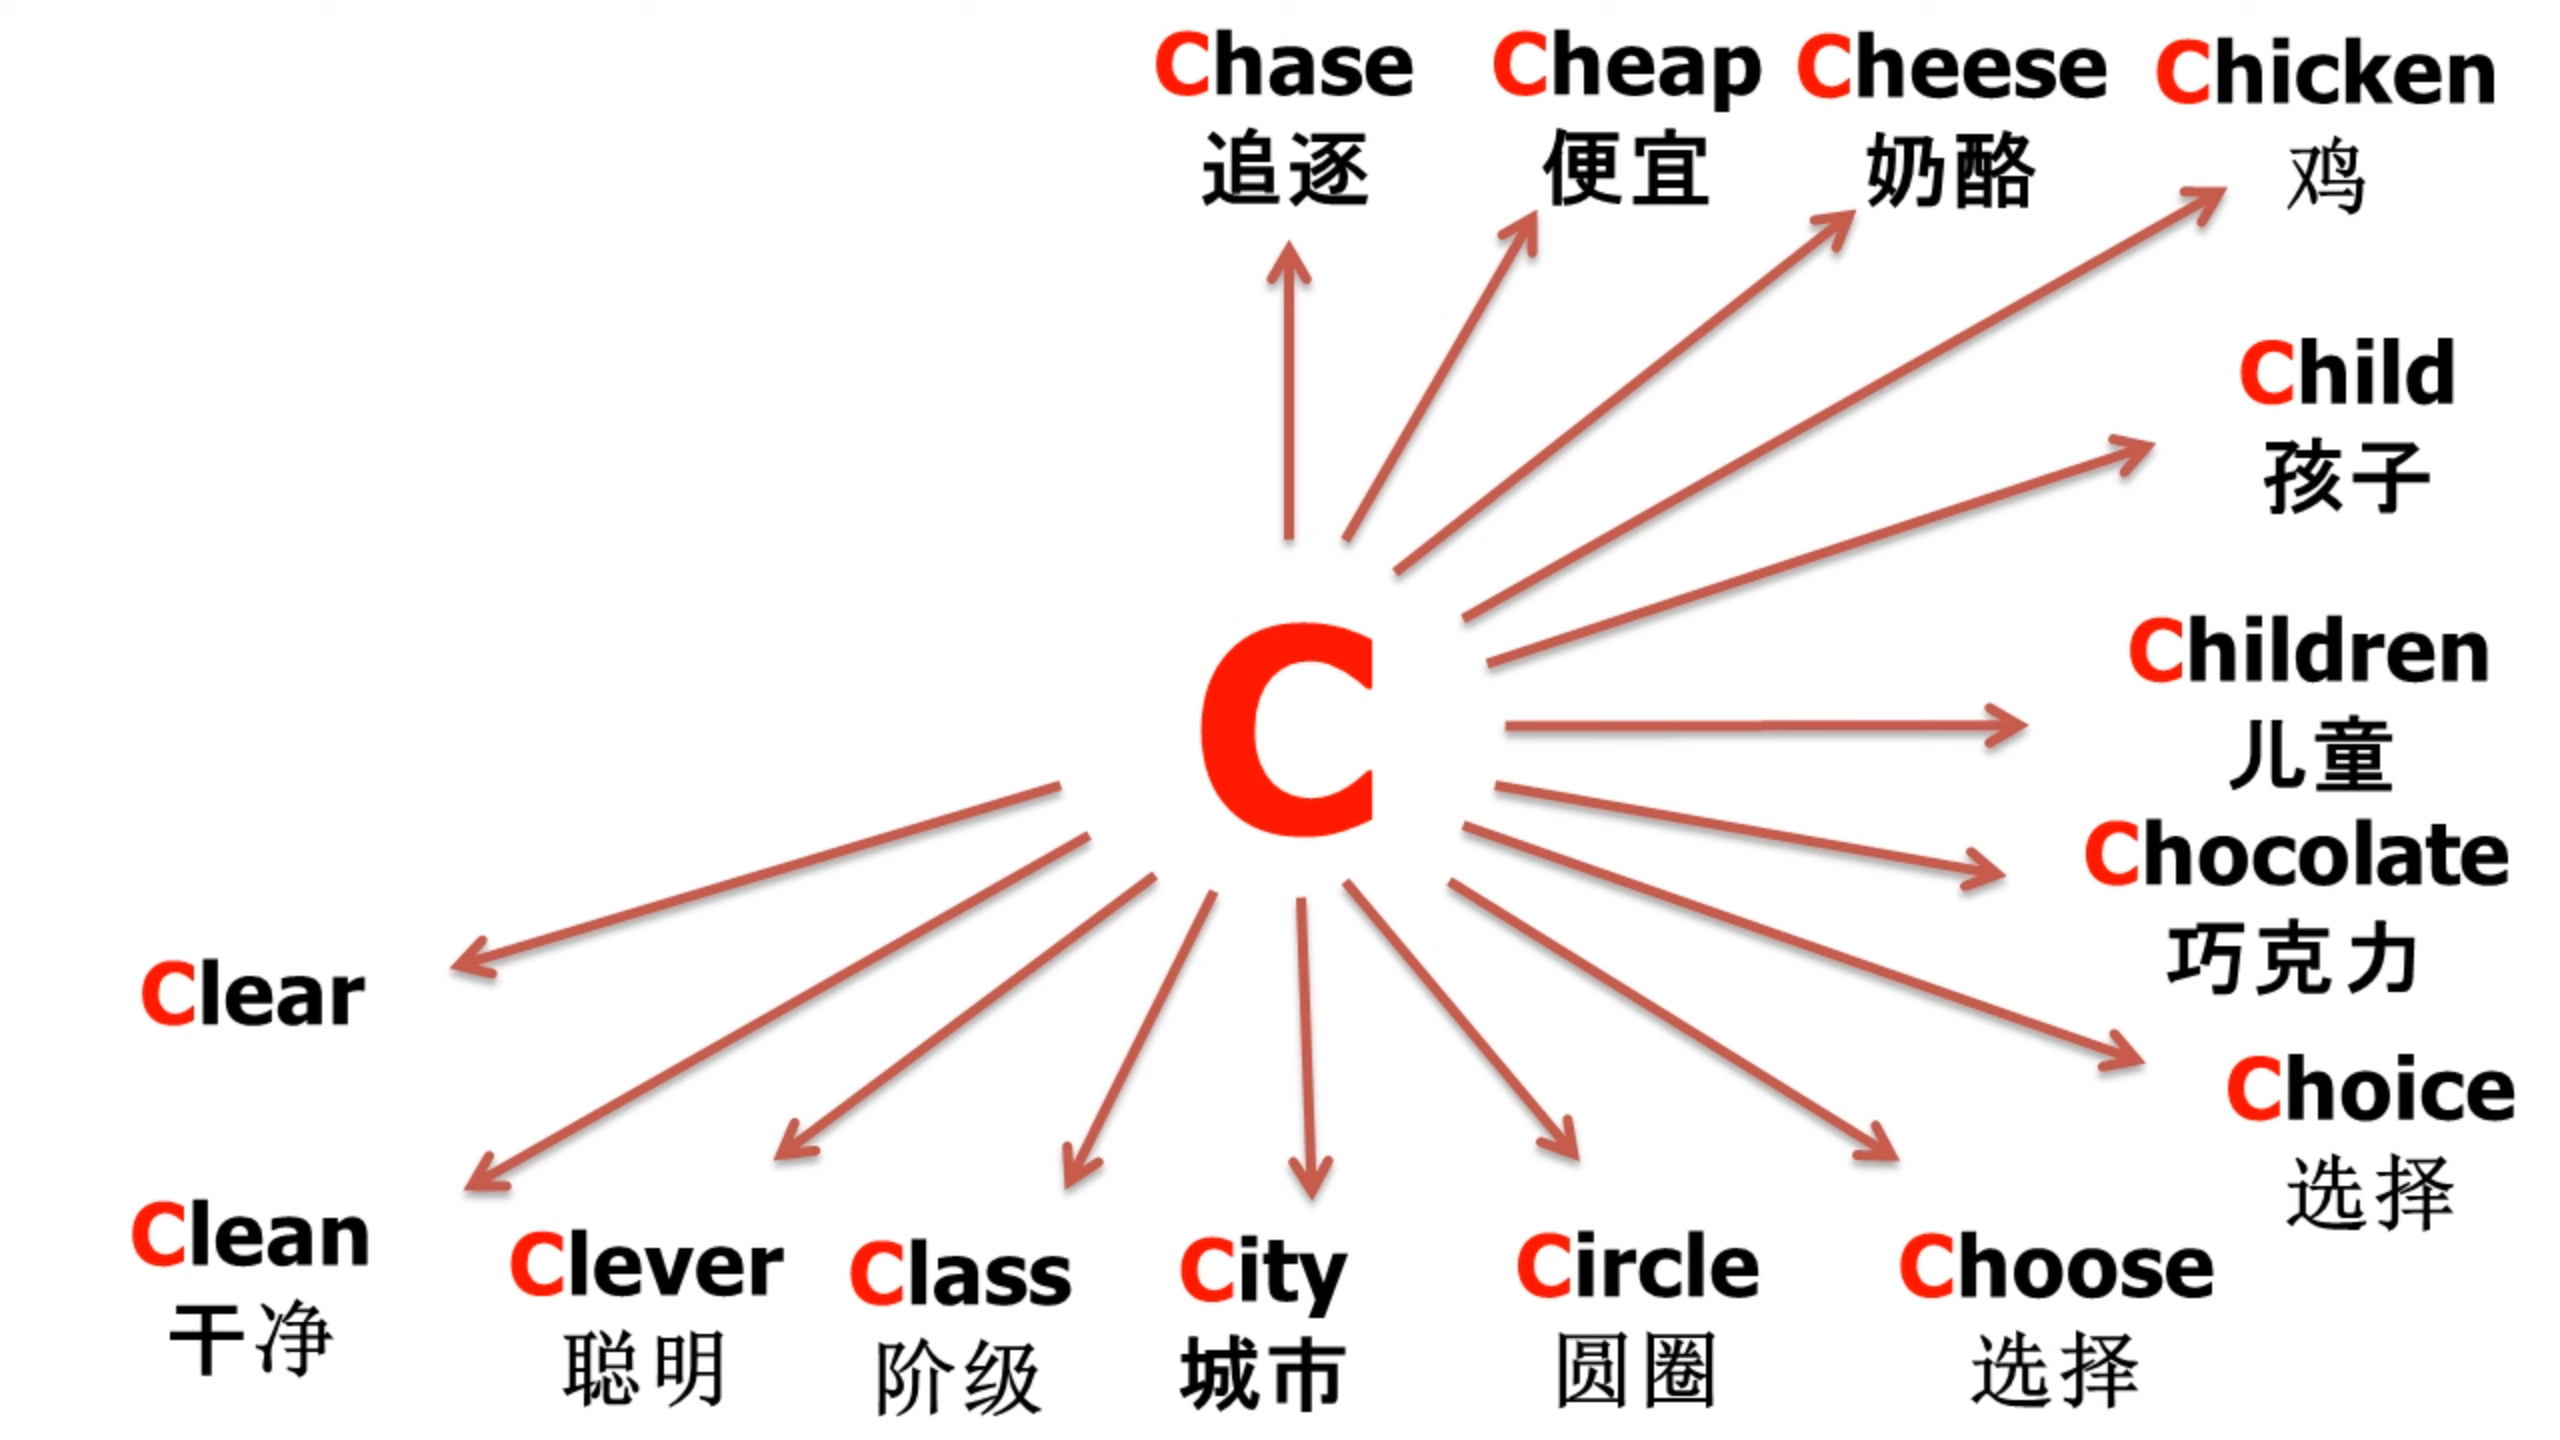 Chase
追逐
Cheap
便宜
Cheese
奶酪
Chicken
鸡
Child
孩子
Children
儿童
Chocolate
巧克力
Choice
选择
Choose
选择
Circle
圆圈
City
城市
Class
阶级
Clever
聪明
Clean
干净
Clear
C